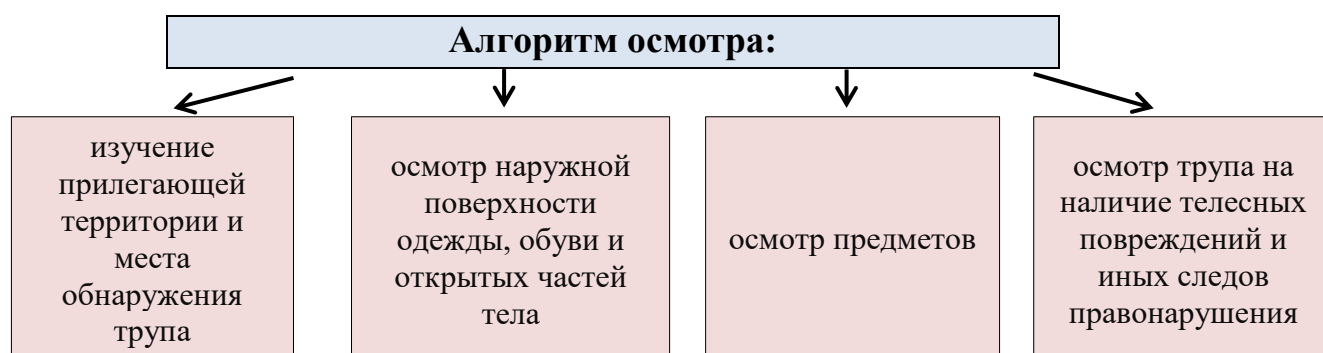 Алгоритм осмотра:
изучение
прилегающей
территории и
места
обнаружения
трупа
осмотр наружной
поверхности
одежды, обуви и
открытых частей
тела
осмотр предметов
осмотр трупа на
наличие телесных
повреждений и
иных следов
правонарушения